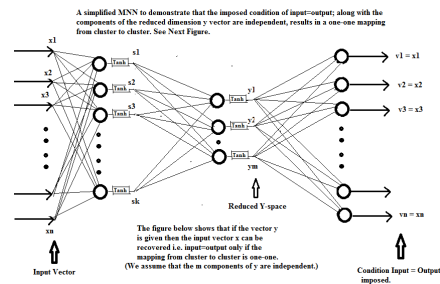 A simplified MNN to demonstrate that the imposed condition of input=output; along with the
components of the reduced dimension y vector are independent, results in a one-one mapping
from cluster to cluster. See Next Figure.
x1
s1
Tanh
v1 = x1
x2
s2
Tanh
y1
Tanh
v2 = x2
x3
s3
Tanh
y2
Tanh
v3 = x3
Tanh
ym
Tanh
sk
xn
vn = xn
Reduced Y-space
The figure below shows that if the vector y
is given then the input vector x can be
recovered i.e. input=output only if the
mapping from cluster to cluster is one-one.
(We assume that the m components of y are independent.)
Input Vector
Condition Input = Output
imposed.